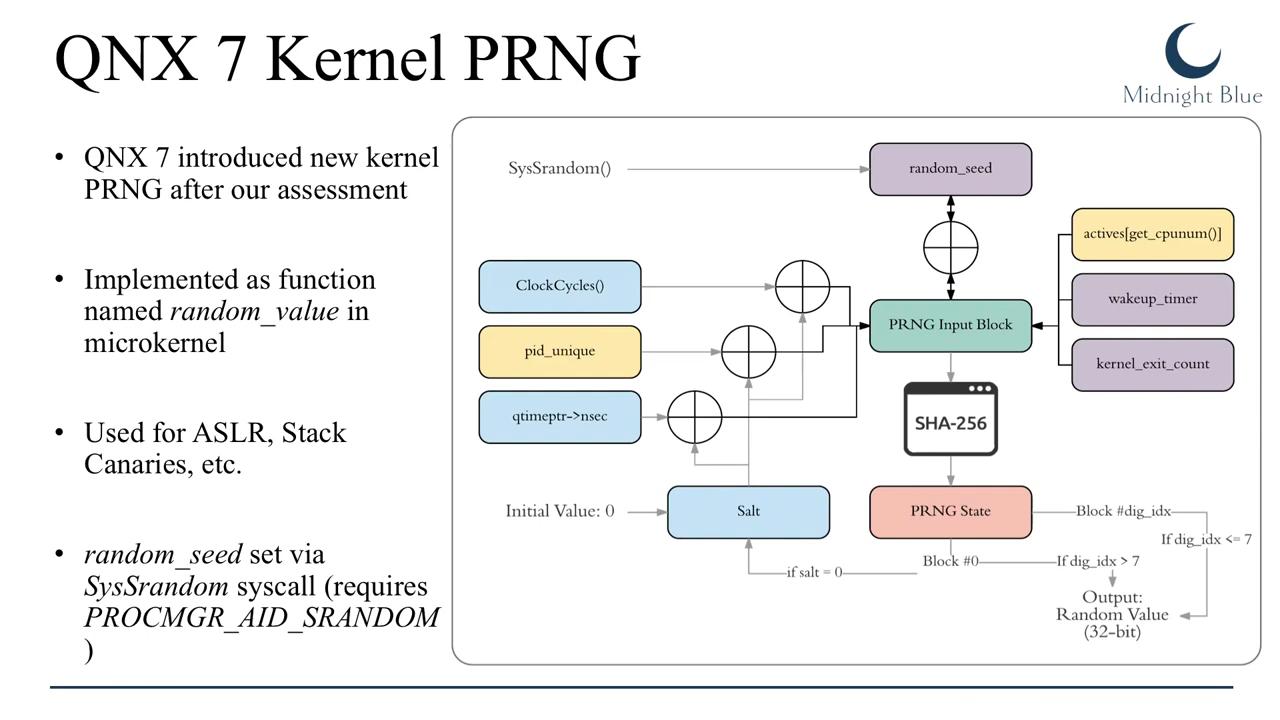 QNX 7 Kernel PRNG
Midnight Blue
• QNX 7 introduced new kernel
PRNG after our assessment
• Implemented as function
named random_value in
microkernel
• Used for ASLR, Stack
Canaries, etc.
• random_seed set via
SysSrandom syscall (requires
PROCMGR_AID_SRANDOM
)
SysSrandom()
random_seed
actives[get_cpunum()]
ClockCycles()
wakeup_timer
PRNG Input Block
pid_unique
kernel_exit_count
qtimeptr->nsec
SHA-256
Initial Value: 0
Salt
PRNG State
Block #dig_idx
If dig_idx <= 7
if salt = 0
Block #0
If dig_idx > 7
Output:
Random Value
(32-bit)